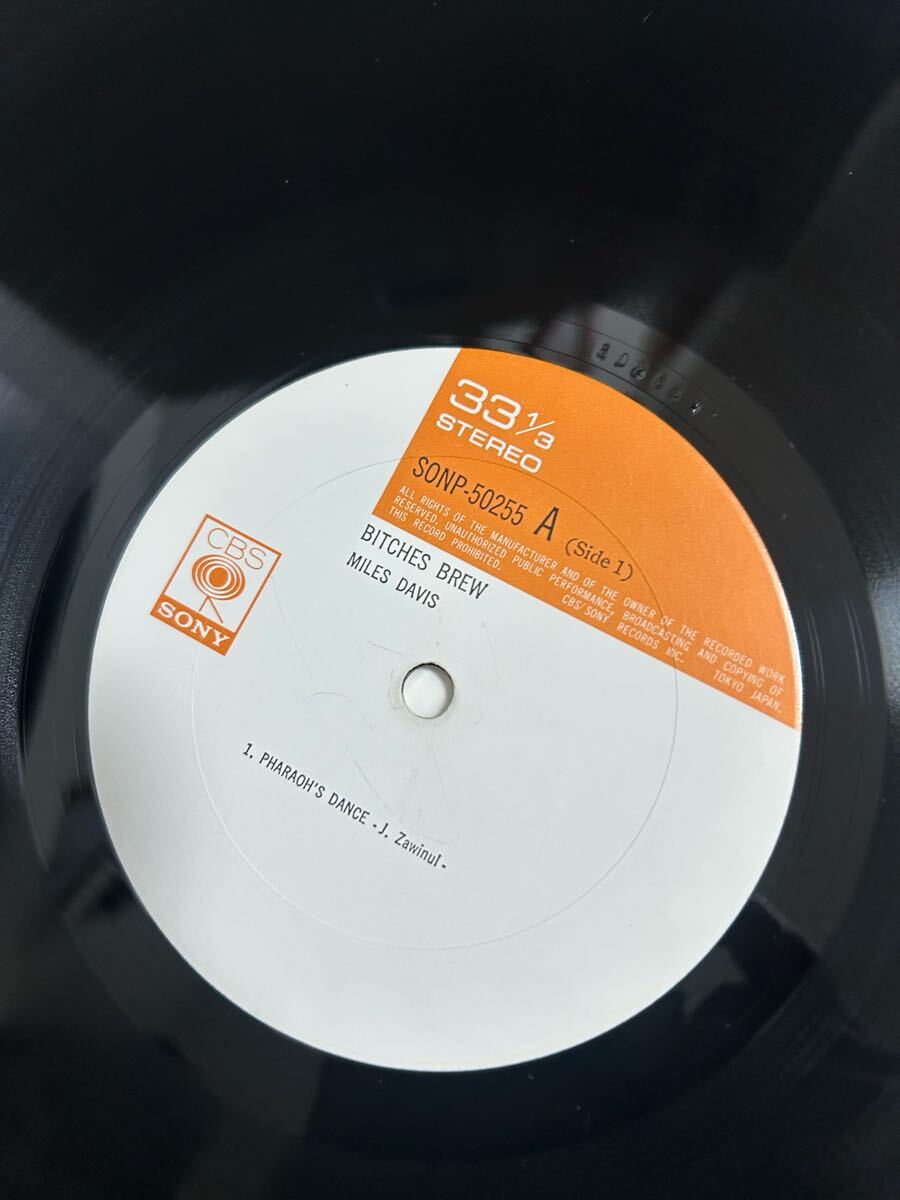 33 1/3
STEREO
SONP-50255 A (Side 1)
ALL RIGHTS OF THE MANUFACTURER AND OF THE OWNER OF THE RECORDED WORK
RESERVED. UNAUTHORIZED PUBLIC PERFORMANCE, BROADCASTING AND COPYING OF
THIS RECORD PROHIBITED. CBS/SONY RECORDS INC. TOKYO JAPAN.
BITCHES BREW
MILES DAVIS
CBS
SONY
1. PHARAOH'S DANCE -J. Zawinul-